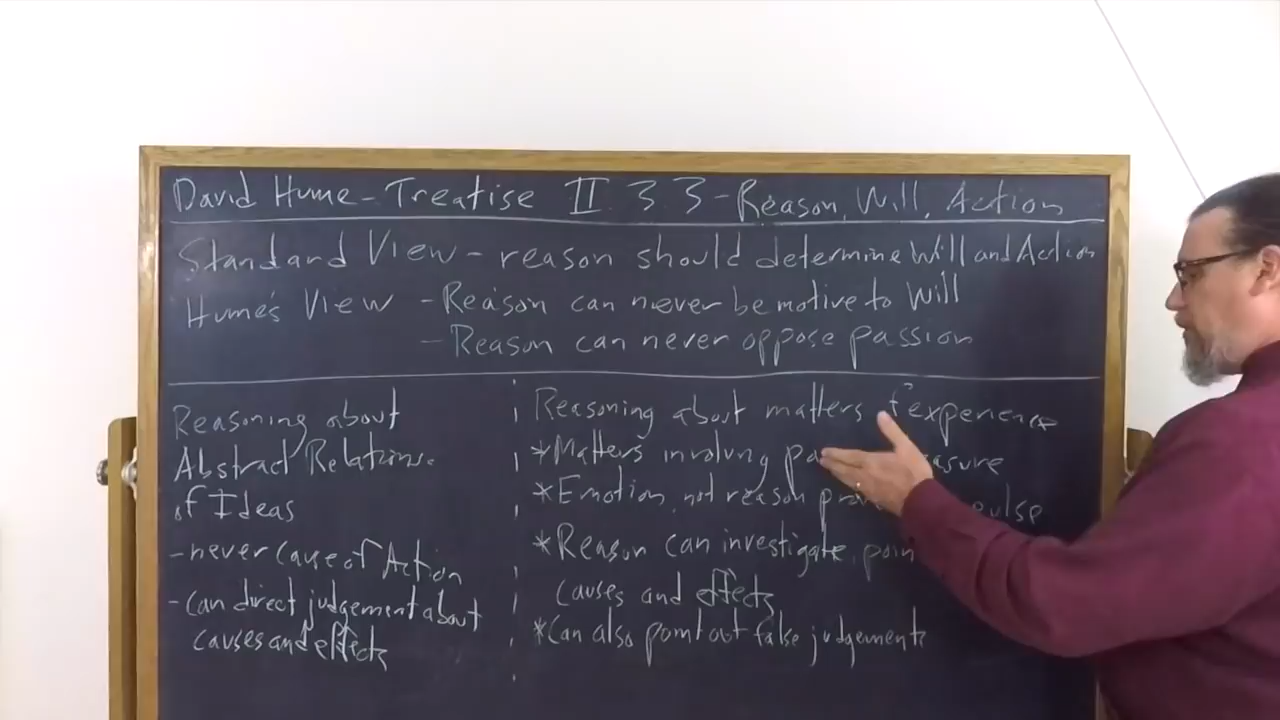 David Hume - Treatise II 3.3 - Reason, Will, Action
Standard View - reason should determine Will and Action
Hume's View - Reason can never be motive to Will
- Reason can never oppose passion
Reasoning about
Abstract Relations
of Ideas
- never cause of Action
- Can direct judgement about
causes and effects
Reasoning about matters of experience
*Matters involving
*Emotion, not reason
*Reason can investigate,
causes and effects
*Can also point out false judgements